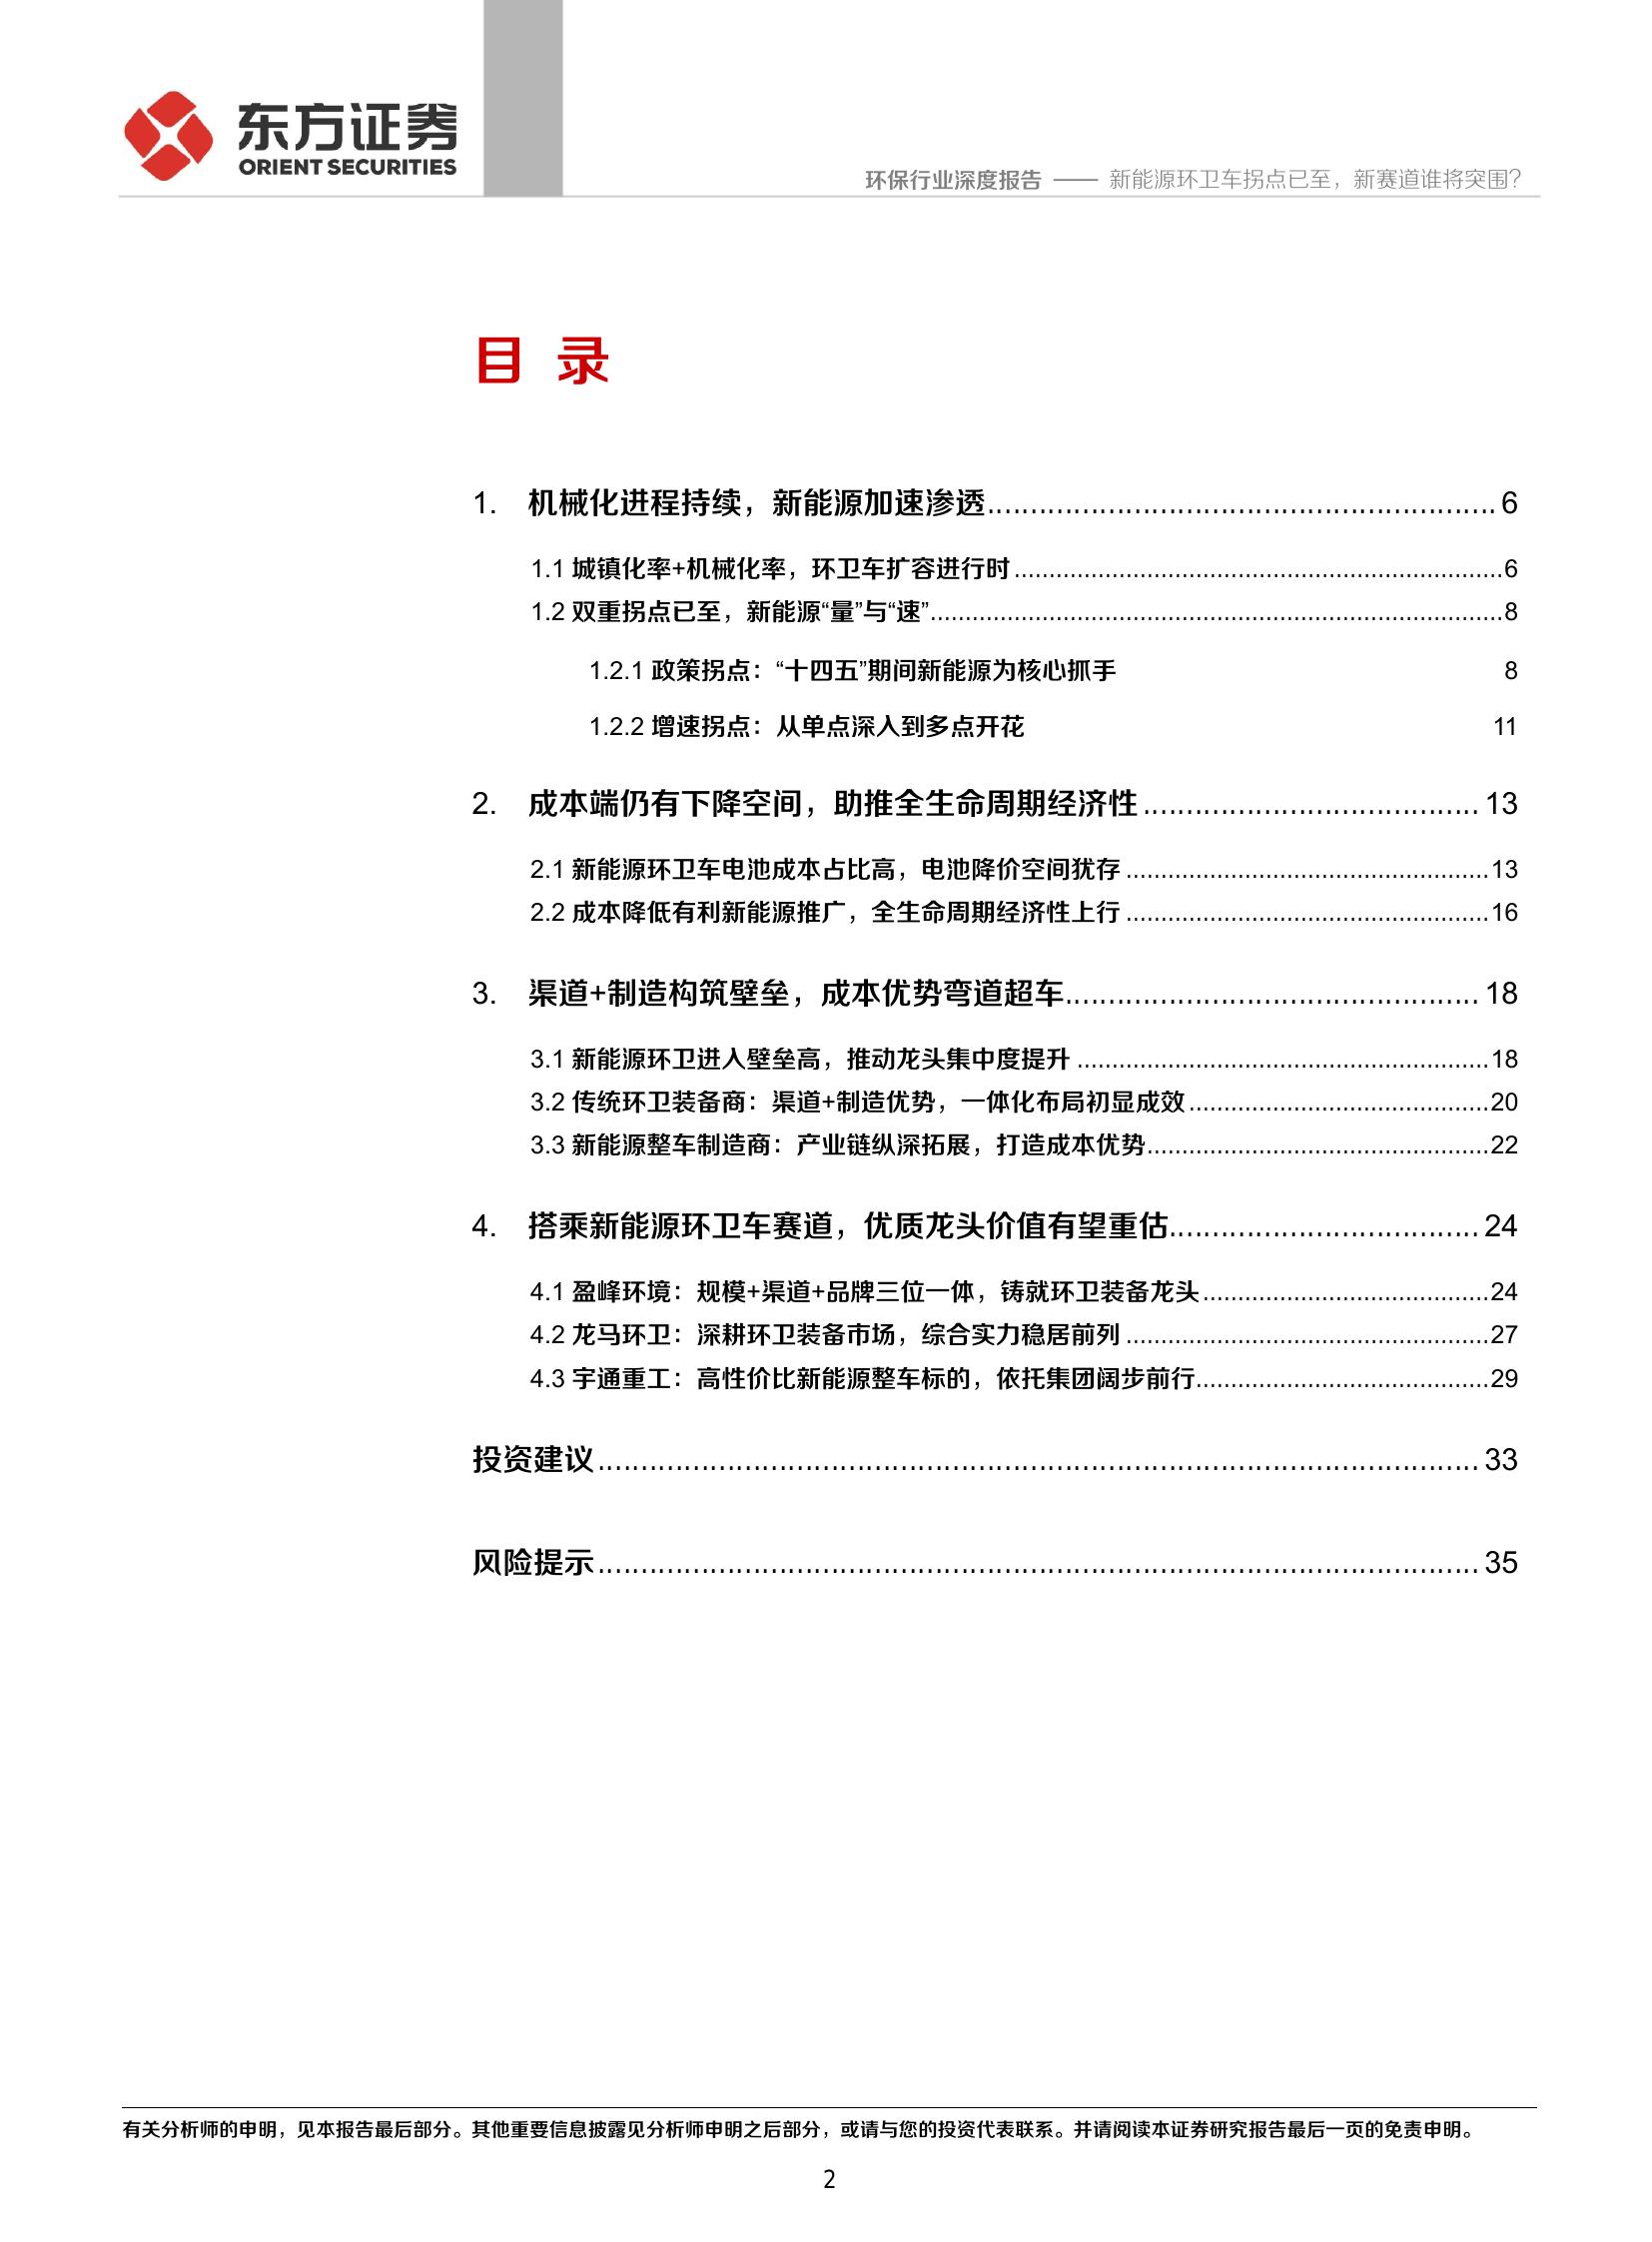 东方证券
ORIENT SECURITIES
环保行业深度报告 —— 新能源环卫车拐点已至，新赛道谁将突围？
目 录
1. 机械化进程持续，新能源加速渗透 6
1.1 城镇化率+机械化率，环卫车扩容进行时 6
1.2 双重拐点已至，新能源“量”与“速” 8
1.2.1 政策拐点：“十四五”期间新能源为核心抓手 8
1.2.2 增速拐点：从单点深入到多点开花 11
2. 成本端仍有下降空间，助推全生命周期经济性 13
2.1 新能源环卫车电池成本占比高，电池降价空间犹存 13
2.2 成本降低有利新能源推广，全生命周期经济性上行 16
3. 渠道+制造构筑壁垒，成本优势弯道超车 18
3.1 新能源环卫进入壁垒高，推动龙头集中度提升 18
3.2 传统环卫装备商：渠道+制造优势，一体化布局初显成效 20
3.3 新能源整车制造商：产业链纵深拓展，打造成本优势 22
4. 搭乘新能源环卫车赛道，优质龙头价值有望重估 24
4.1 盈峰环境：规模+渠道+品牌三位一体，铸就环卫装备龙头 24
4.2 龙马环卫：深耕环卫装备市场，综合实力稳居前列 27
4.3 宇通重工：高性价比新能源整车标的，依托集团阔步前行 29
投资建议 33
风险提示 35
有关分析师的申明，见本报告最后部分。其他重要信息披露见分析师申明之后部分，或请与您的投资代表联系。并请阅读本证券研究报告最后一页的免责申明。
2